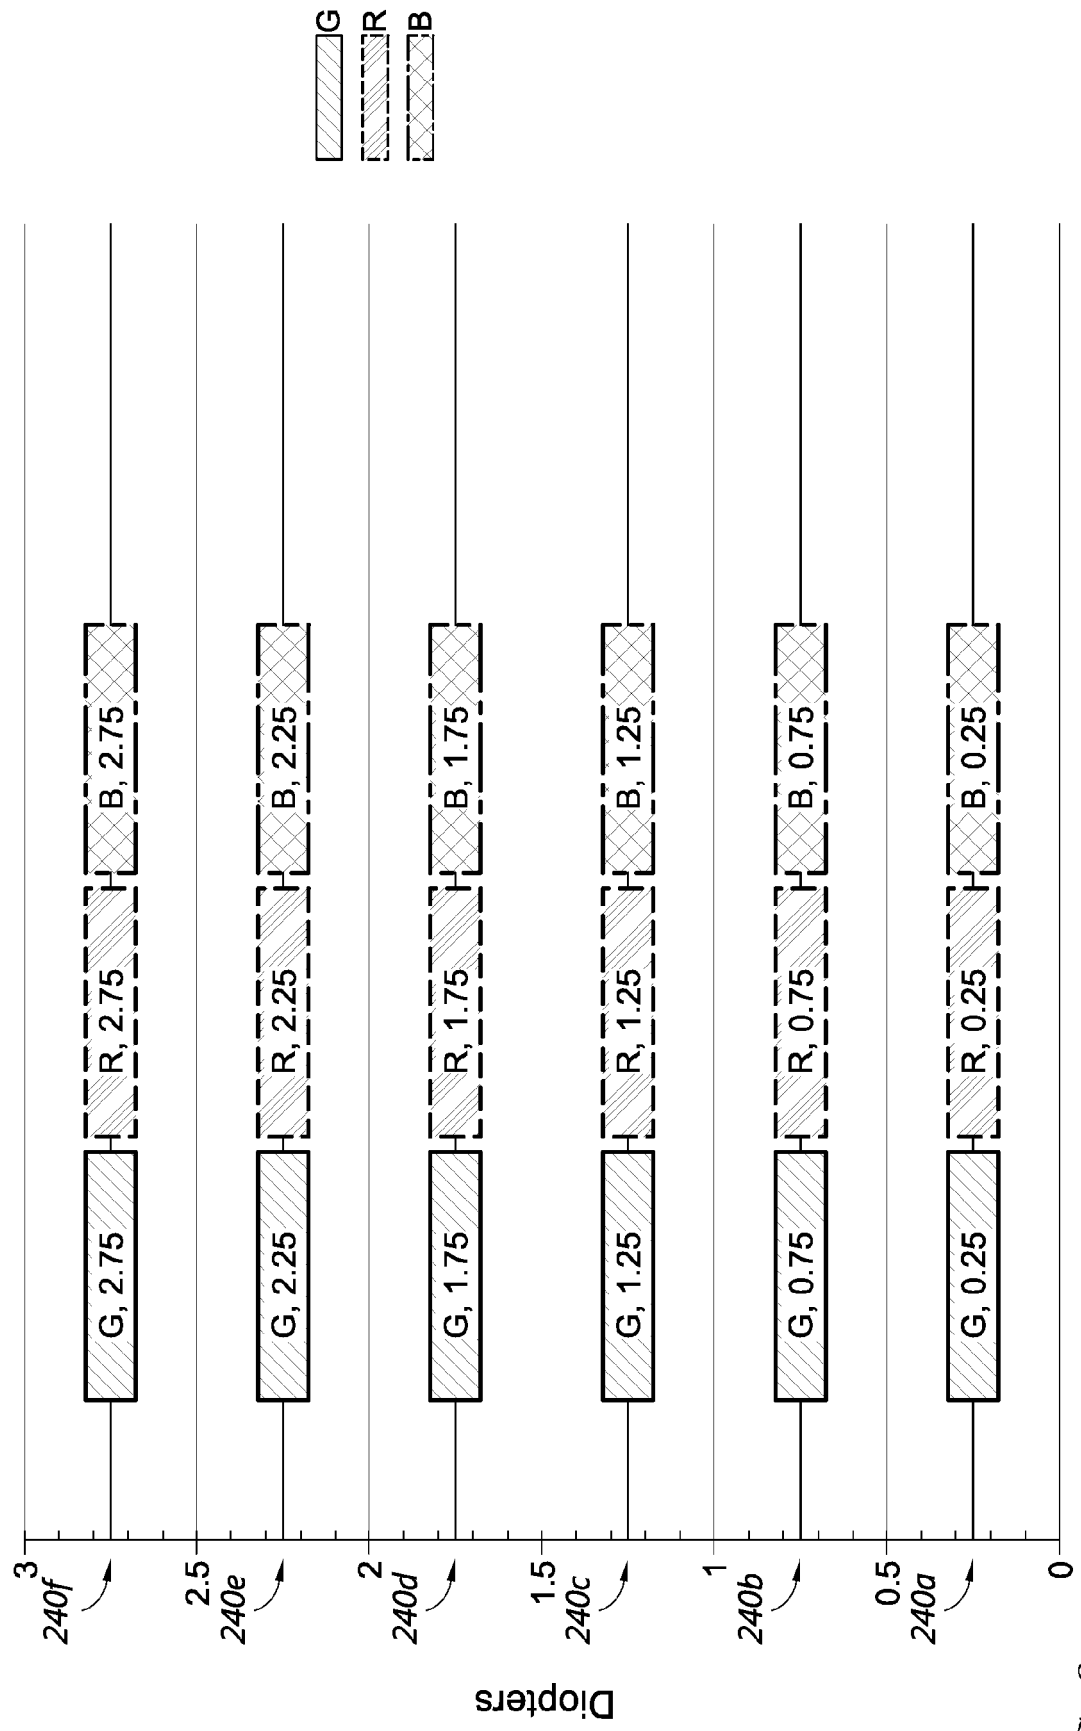 Diopters
3
240f
G, 2.75 R, 2.75 B, 2.75
2.5
240e
G, 2.25 R, 2.25 B, 2.25
2
240d
G, 1.75 R, 1.75 B, 1.75
1.5
240c
G, 1.25 R, 1.25 B, 1.25
1
240b
G, 0.75 R, 0.75 B, 0.75
0.5
240a
G, 0.25 R, 0.25 B, 0.25
0
G
R
B